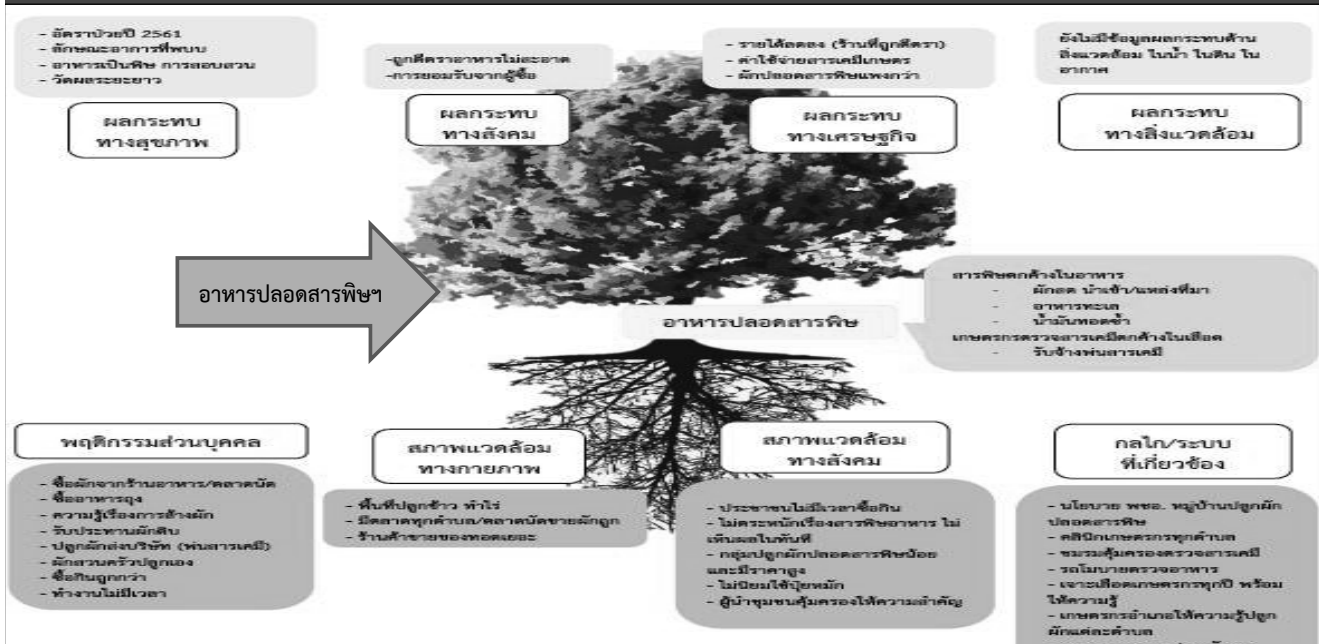 - อัตราป่วยปี 2561
- ลักษณะอาการที่พบ
- อาหารเป็นพิษ การสอบสวน
- วัดผลระยะยาว
ผลกระทบ
ทางสุขภาพ
-ถูกตีตราอาหารไม่สะอาด
-การยอมรับจากผู้ซื้อ
ผลกระทบ
ทางสังคม
- รายได้ลดลง (ร้านที่ถูกตีตรา)
- ค่าใช้จ่ายสารเคมีเกษตร
- ผักปลอดสารพิษแพงกว่า
ผลกระทบ
ทางเศรษฐกิจ
ยังไม่มีข้อมูลผลกระทบด้าน
สิ่งแวดล้อม ในน้ำ ในดิน ใน
อากาศ
ผลกระทบ
ทางสิ่งแวดล้อม
อาหารปลอดสารพิษฯ
อาหารปลอดสารพิษ
สารพิษตกค้างในอาหาร
- ผักสด นำเข้า/แหล่งที่มา
- อาหารทะเล
- น้ำมันทอดซ้ำ
เกษตรกรตรวจสารเคมีตกค้างในเลือด
- รับจ้างพ่นสารเคมี
พฤติกรรมส่วนบุคคล
- ซื้อผักจากร้านอาหาร/ตลาดนัด
- ซื้ออาหารถุง
- ความรู้เรื่องการล้างผัก
- รับประทานผักดิบ
- ปลูกผักส่งบริษัท (พ่นสารเคมี)
- ผักสวนครัวปลูกเอง
- ซื้อกินถูกกว่า
- ทำงานไม่มีเวลา
สภาพแวดล้อม
ทางกายภาพ
- พื้นที่ปลูกข้าว ทำไร่
- มีตลาดทุกตำบล/ตลาดนัดขายผักถูก
- ร้านค้าขายของทอดเยอะ
สภาพแวดล้อม
ทางสังคม
- ประชาชนไม่มีเวลาซื้อกิน
- ไม่ตระหนักเรื่องสารพิษอาหาร ไม่
เห็นผลในทันที
- กลุ่มปลูกผักปลอดสารพิษน้อย
และมีราคาสูง
- ไม่นิยมใช้ปุ๋ยหมัก
- ผู้นำชุมชนคุ้มครองให้ความสำคัญ
กลไก/ระบบ
ที่เกี่ยวข้อง
- นโยบาย พชอ. หมู่บ้านปลูกผัก
ปลอดสารพิษ
- คลินิกเกษตรกรทุกตำบล
- ชมรมคุ้มครองตรวจสารเคมี
- รถโมบายตรวจอาหาร
- เจาะเลือดเกษตรกรทุกปี พร้อม
ให้ความรู้
- เกษตรกรอำเภอให้ความรู้ปลูก
ผักแต่ละตำบล